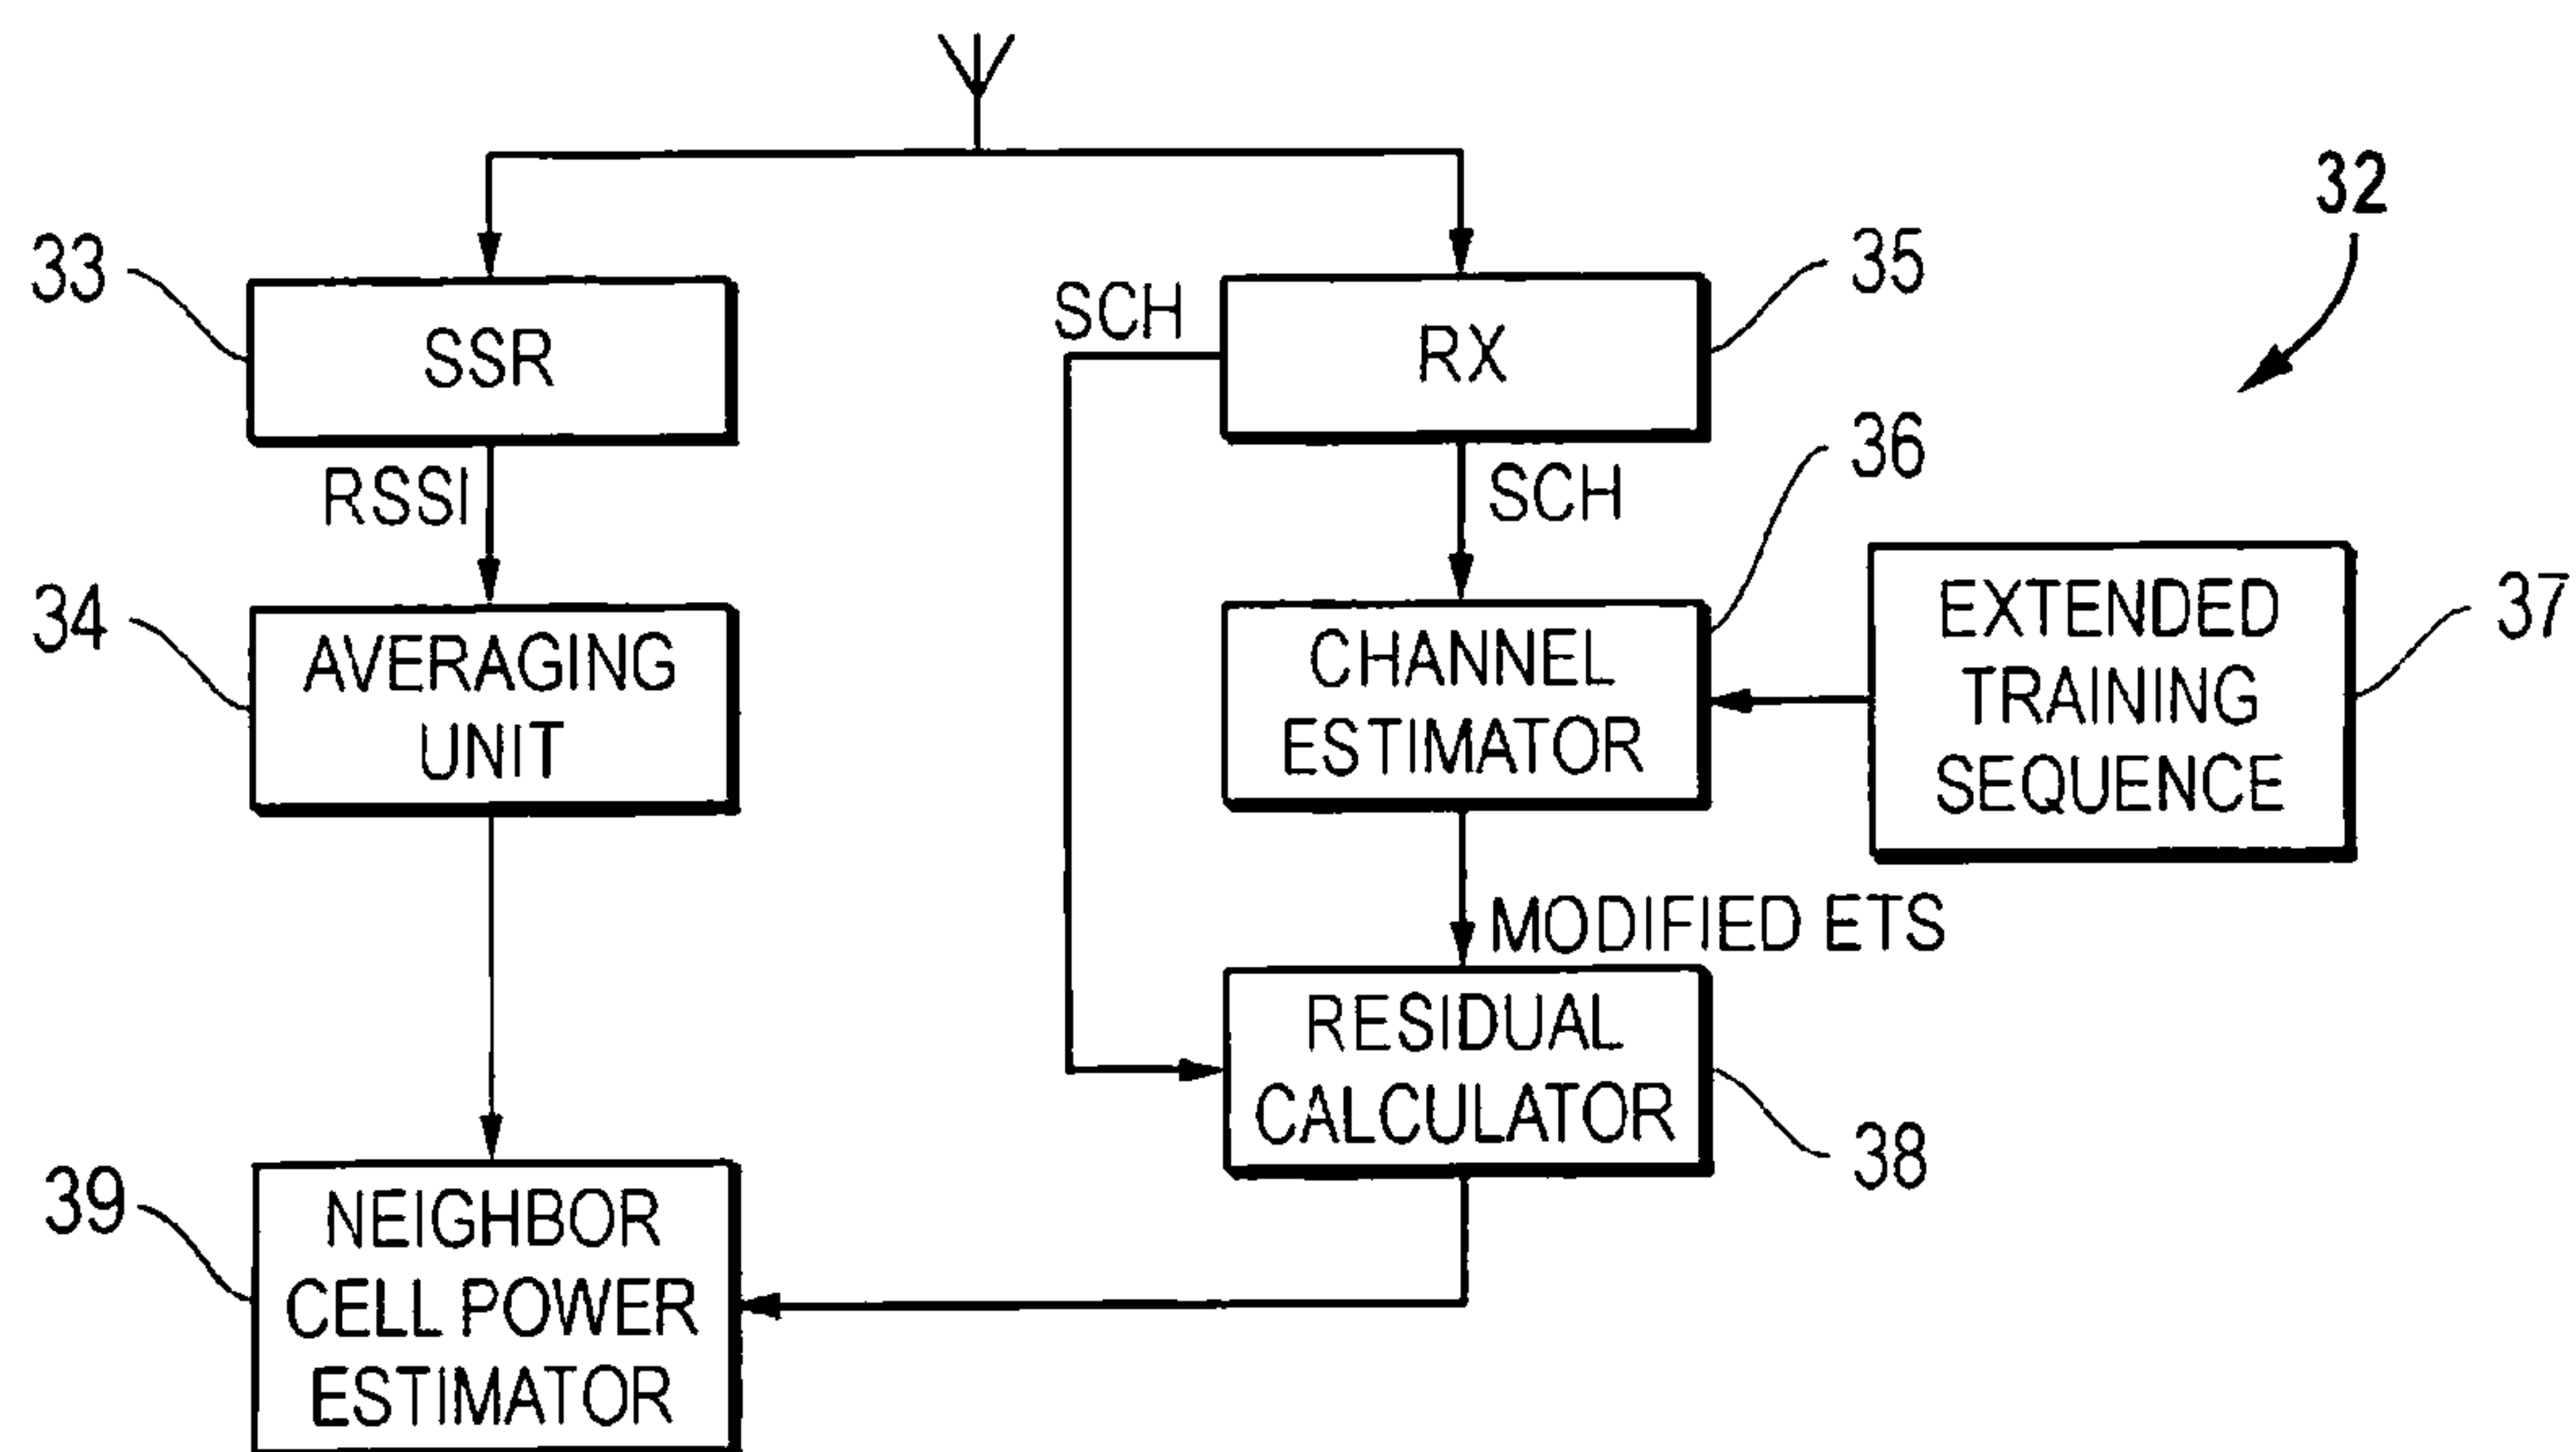 32
33
SSR
SCH
RX
35
RSSI
SCH
36
34
AVERAGING
UNIT
CHANNEL
ESTIMATOR
EXTENDED
TRAINING
SEQUENCE
37
MODIFIED ETS
RESIDUAL
CALCULATOR
38
39
NEIGHBOR
CELL POWER
ESTIMATOR